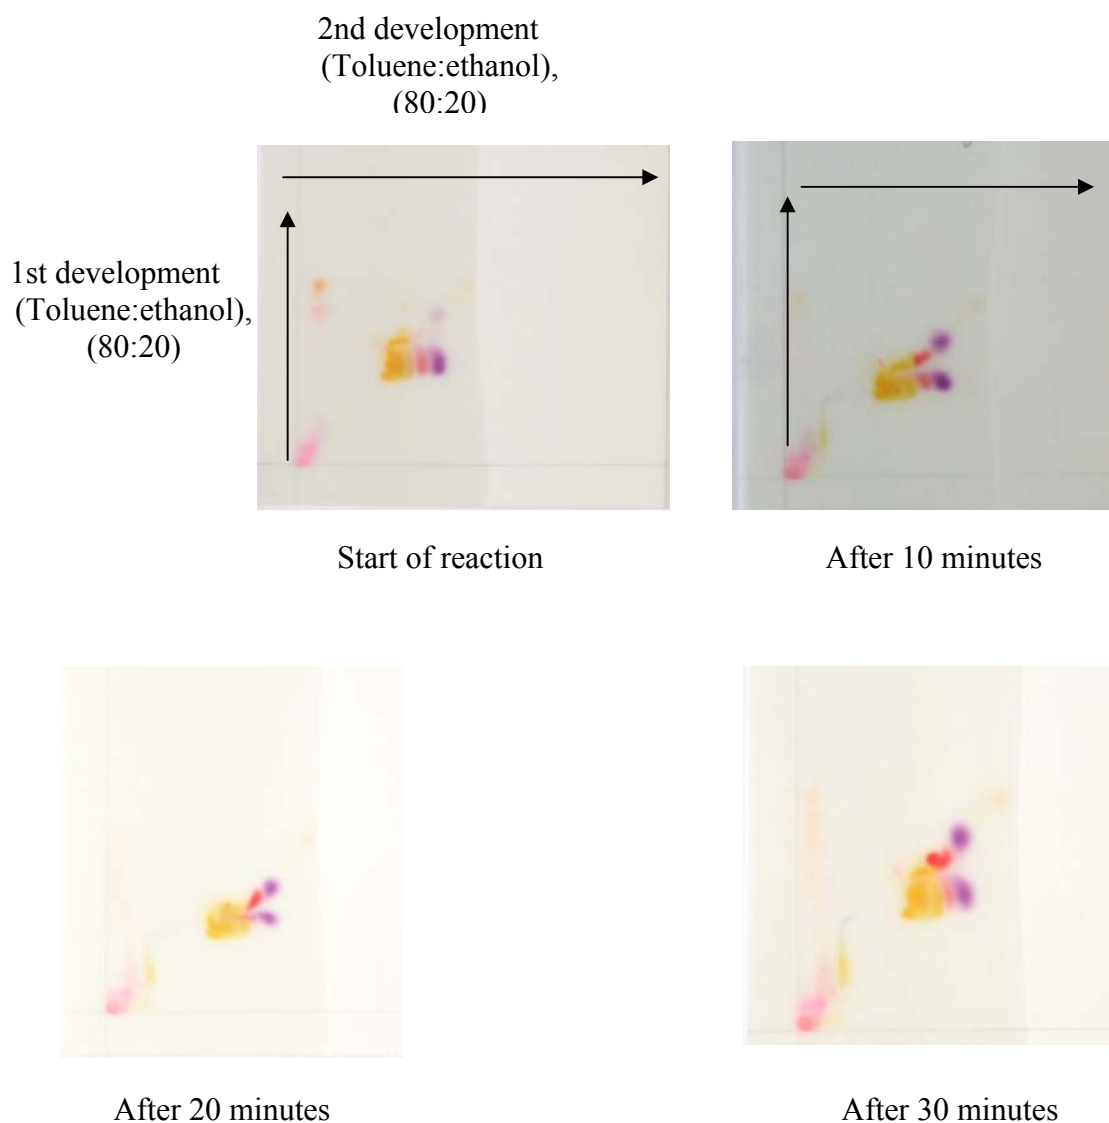 2nd development
(Toluene:ethanol),
(80:20)
1st development
(Toluene:ethanol),
(80:20)
Start of reaction
After 10 minutes
After 20 minutes
After 30 minutes